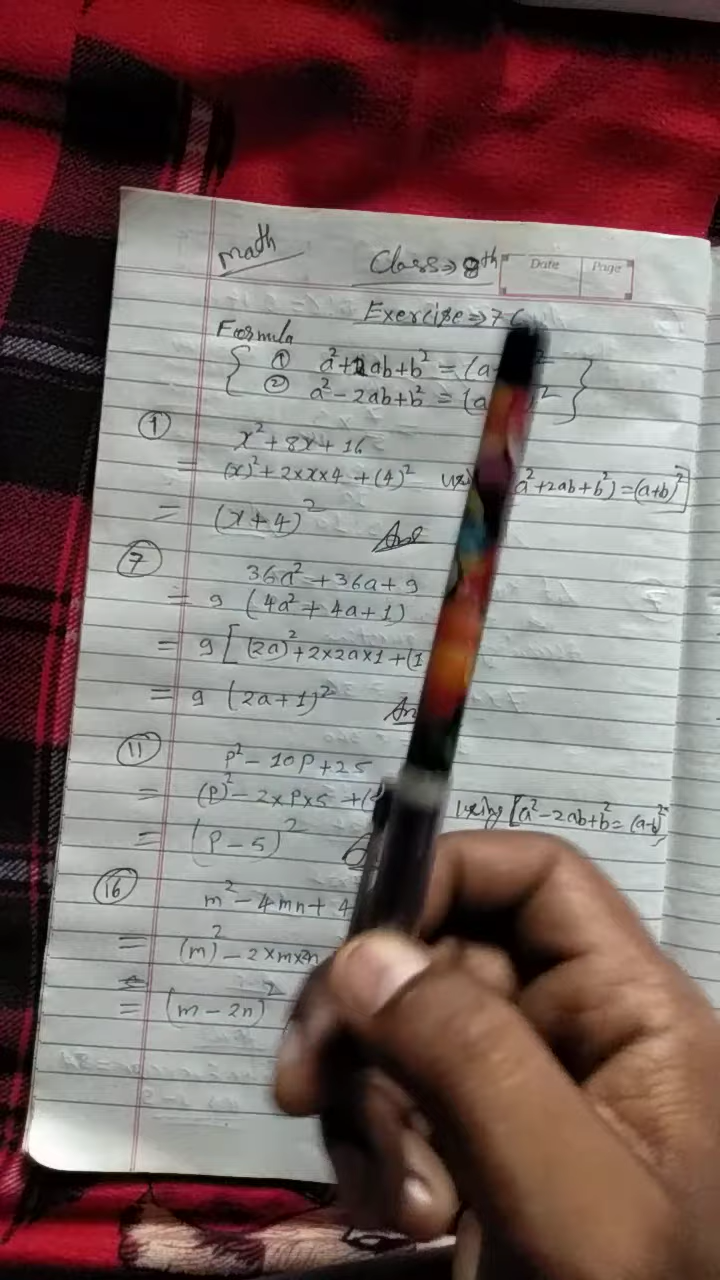 Math
Class⇒ 8th
Date Page
Exercise ⇒ 7
Formula
① a²+2ab+b² = (a
② a²-2ab+b² = (a )²
① x²+8x+16
= (x)²+2×x×4+(4)² a²+2ab+b²)=(a+b)²
= (x+4)² Ans
⑦ 36a²+36a+9
= 9 (4a²+4a+1)
= 9 [(2a)²+2×2a×1+(1
= 9 (2a+1)² An
⑪ p²-10p+25
= (p)²-2×p×5+( using [a²-2ab+b²=(a-b)²
= (p-5)²
⑯ m²-4mn+4
= (m)²-2×m×2n
= (m-2n)²